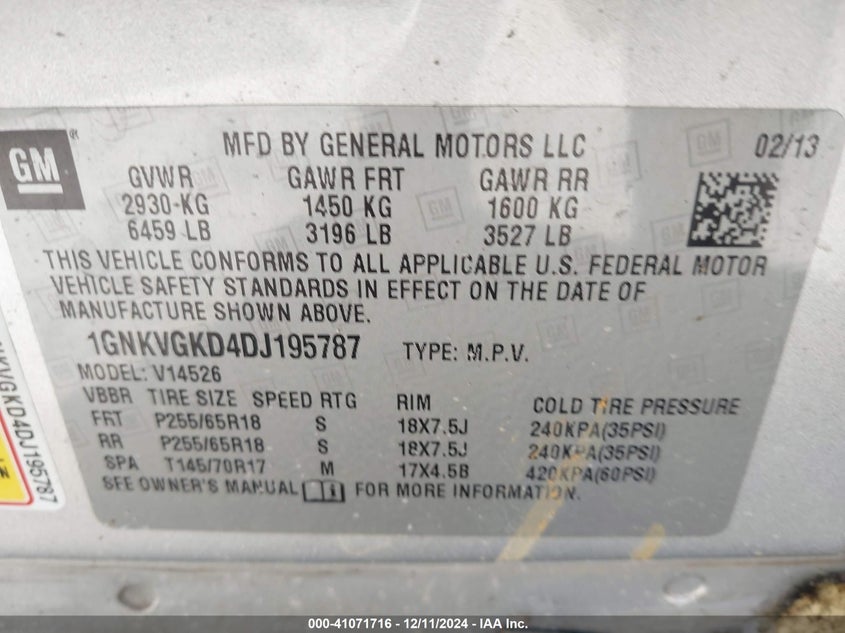 GM ® MFD BY GENERAL MOTORS LLC 02/13
GVWR GAWR FRT GAWR RR
2930-KG 1450 KG 1600 KG
6459 LB 3196 LB 3527 LB
THIS VEHICLE CONFORMS TO ALL APPLICABLE U.S. FEDERAL MOTOR
VEHICLE SAFETY STANDARDS IN EFFECT ON THE DATE OF
MANUFACTURE SHOWN ABOVE.
1GNKVGKD4DJ195787 TYPE: M.P.V.
MODEL: V14526
VBBR TIRE SIZE SPEED RTG RIM COLD TIRE PRESSURE
FRT P255/65R18 S 18X7.5J 240KPA(35PSI)
RR P255/65R18 S 18X7.5J 240KPA(35PSI)
SPA T145/70R17 M 17X4.5B 420KPA(60PSI)
SEE OWNER'S MANUAL FOR MORE INFORMATION.
KVGKD4DJ195787
000-41071716 - 12/11/2024 - IAA Inc.